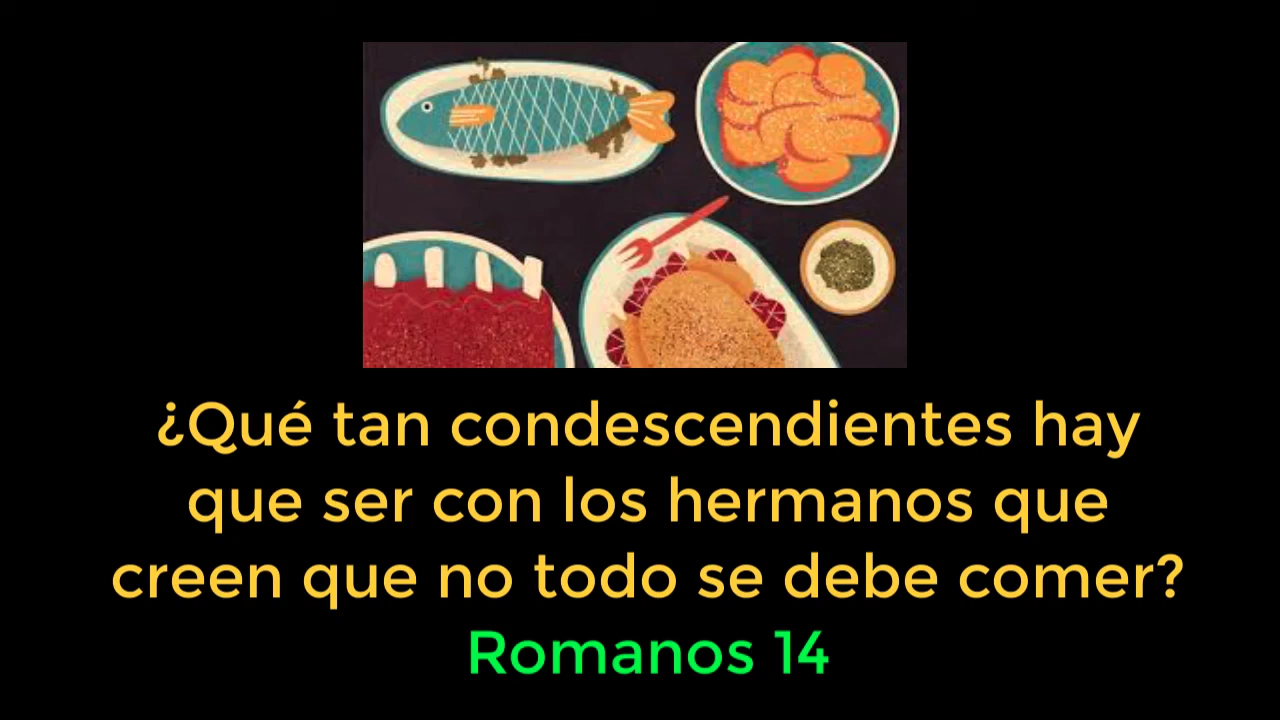 ¿Qué tan condescendientes hay
que ser con los hermanos que
creen que no todo se debe comer?
Romanos 14